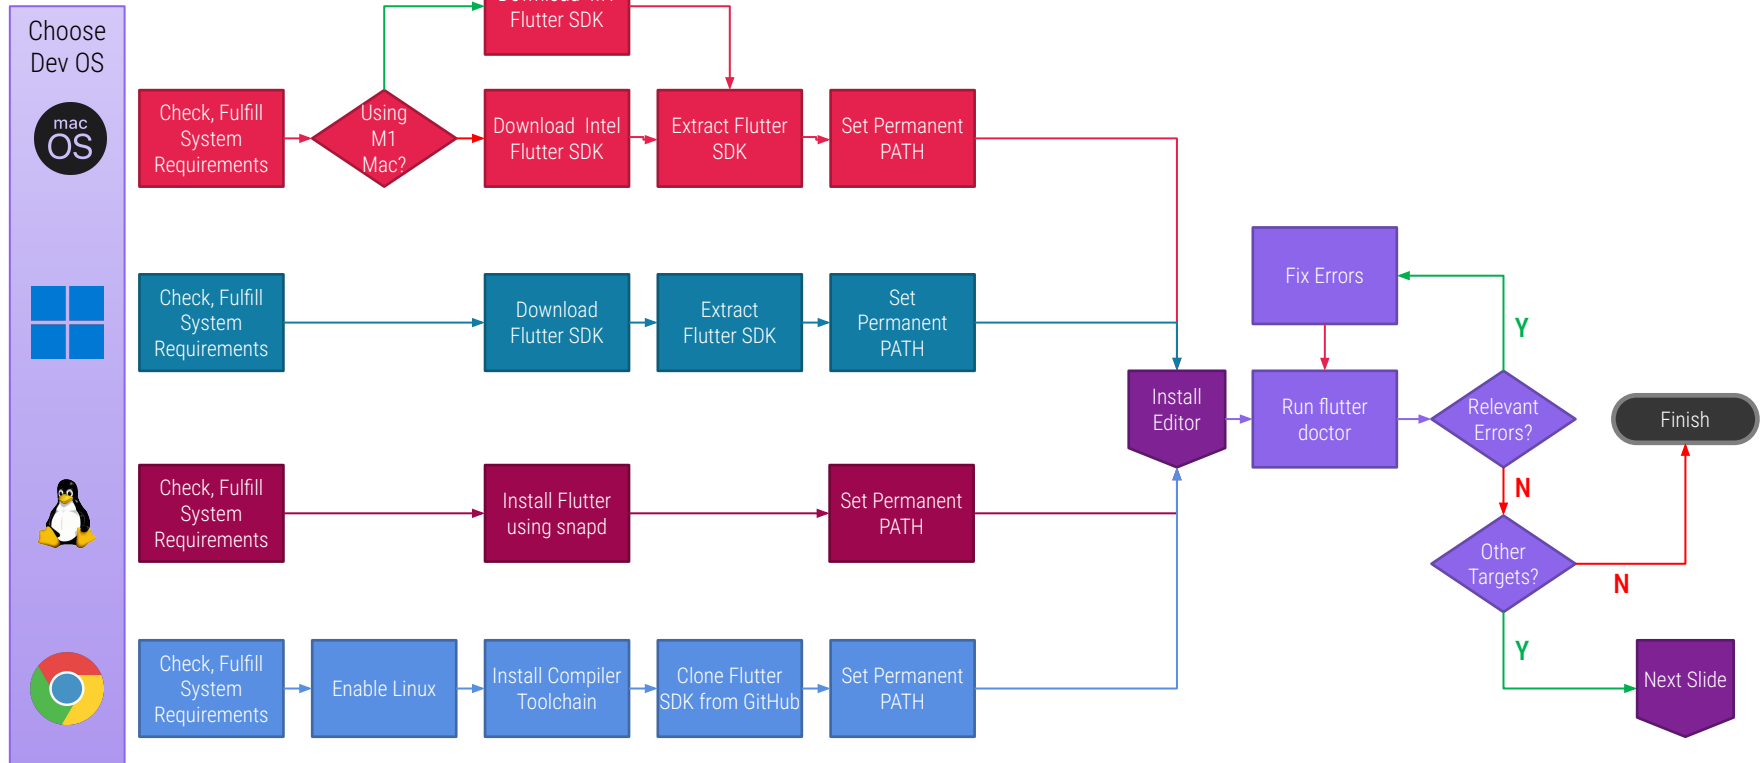 Choose
Dev OS
Flutter SDK
mac
OS
Check, Fulfill
System
Requirements
Using
M1
Mac?
Download Intel
Flutter SDK
Extract Flutter
SDK
Set Permanent
PATH
Check, Fulfill
System
Requirements
Download
Flutter SDK
Extract
Flutter SDK
Set
Permanent
PATH
Fix Errors
Y
Install
Editor
Run flutter
doctor
Relevant
Errors?
Finish
N
Check, Fulfill
System
Requirements
Install Flutter
using snapd
Set Permanent
PATH
Other
Targets?
N
Y
Check, Fulfill
System
Requirements
Enable Linux
Install Compiler
Toolchain
Clone Flutter
SDK from GitHub
Set Permanent
PATH
Next Slide